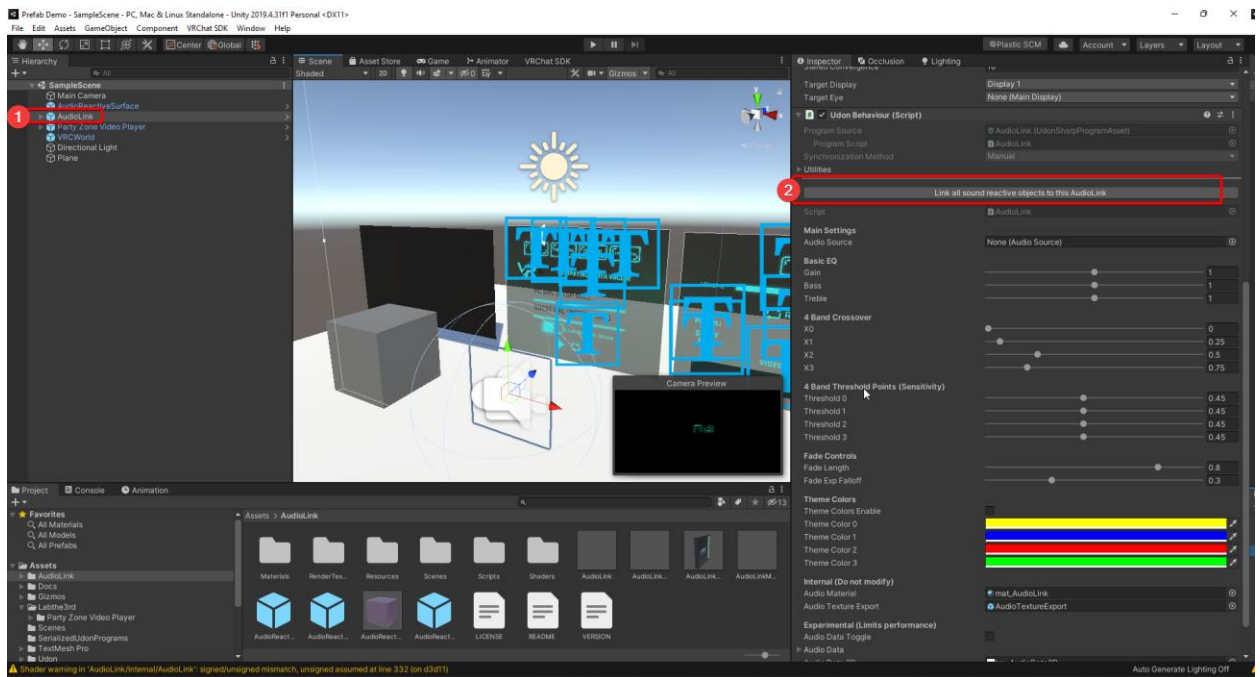 Prefab Demo - SampleScene - PC, Mac & Linux Standalone - Unity 2019.4.31f1 Personal <DX11>
File Edit Assets GameObject Component VRChat SDK Window Help
Center Global
Plastic SCM Account Layers Layout
Hierarchy
All
SampleScene
Main Camera
AudioReactiveSurface
1
AudioLink
Party Zone Video Player
VRCWorld
Directional Light
Plane
Scene Asset Store Game Animator VRChat SDK
Shaded 2D 0 Gizmos All
y
Persp
Camera Preview
Inspector Occlusion Lighting
Stereo Convergence 10
Target Display Display 1
Target Eye None (Main Display)
Udon Behaviour (Script)
Program Source AudioLink (UdonSharpProgramAsset)
Program Script AudioLink
Synchronization Method Manual
Utilities
2
Link all sound reactive objects to this AudioLink
Script AudioLink
Main Settings
Audio Source None (Audio Source)
Basic EQ
Gain 1
Bass 1
Treble 1
4 Band Crossover
X0 0
X1 0.25
X2 0.5
X3 0.75
4 Band Threshold Points (Sensitivity)
Threshold 0 0.45
Threshold 1 0.45
Threshold 2 0.45
Threshold 3 0.45
Fade Controls
Fade Length 0.8
Fade Exp Falloff 0.3
Theme Colors
Theme Colors Enable
Theme Color 0
Theme Color 1
Theme Color 2
Theme Color 3
Internal (Do not modify)
Audio Material mat_AudioLink
Audio Texture Export AudioTextureExport
Experimental (Limits performance)
Audio Data Toggle
Audio Data
Project Console Animation
13
Favorites
All Materials
All Models
All Prefabs
Assets
AudioLink
Docs
Gizmos
Labthe3rd
Party Zone Video Player
Scenes
SerializedUdonPrograms
TextMesh Pro
Udon
Assets > AudioLink
Materials RenderTex... Resources Scenes Scripts Shaders AudioLink AudioLink... AudioLink... AudioLinkM...
AudioReact... AudioReact... AudioReact... AudioReact... LICENSE README VERSION
Shader warning in 'AudioLink/Internal/AudioLink': signed/unsigned mismatch, unsigned assumed at line 332 (on d3d11)
Auto Generate Lighting Off